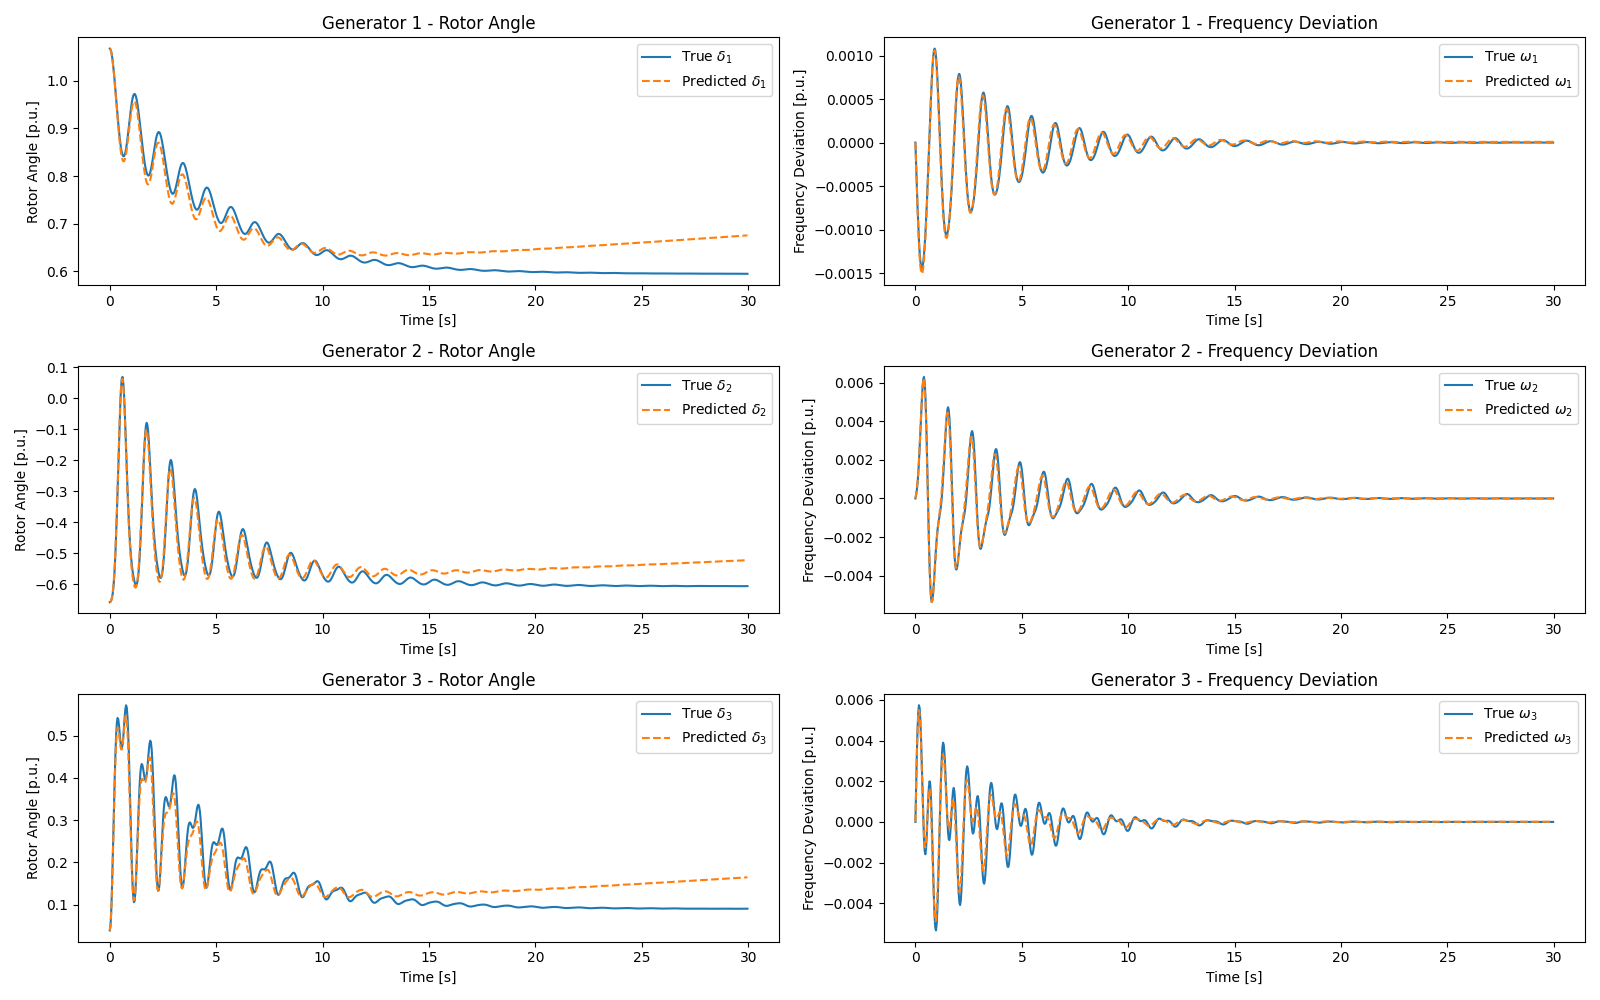 Generator 1 - Rotor Angle
Rotor Angle [p.u.]
1.0
0.9
0.8
0.7
0.6
True δ₁
Predicted δ₁
0 5 10 15 20 25 30
Time [s]
Generator 1 - Frequency Deviation
Frequency Deviation [p.u.]
0.0010
0.0005
0.0000
−0.0005
−0.0010
−0.0015
True ω₁
Predicted ω₁
0 5 10 15 20 25 30
Time [s]
Generator 2 - Rotor Angle
Rotor Angle [p.u.]
0.1
0.0
−0.1
−0.2
−0.3
−0.4
−0.5
−0.6
True δ₂
Predicted δ₂
0 5 10 15 20 25 30
Time [s]
Generator 2 - Frequency Deviation
Frequency Deviation [p.u.]
0.006
0.004
0.002
0.000
−0.002
−0.004
True ω₂
Predicted ω₂
0 5 10 15 20 25 30
Time [s]
Generator 3 - Rotor Angle
Rotor Angle [p.u.]
0.5
0.4
0.3
0.2
0.1
True δ₃
Predicted δ₃
0 5 10 15 20 25 30
Time [s]
Generator 3 - Frequency Deviation
Frequency Deviation [p.u.]
0.006
0.004
0.002
0.000
−0.002
−0.004
True ω₃
Predicted ω₃
0 5 10 15 20 25 30
Time [s]